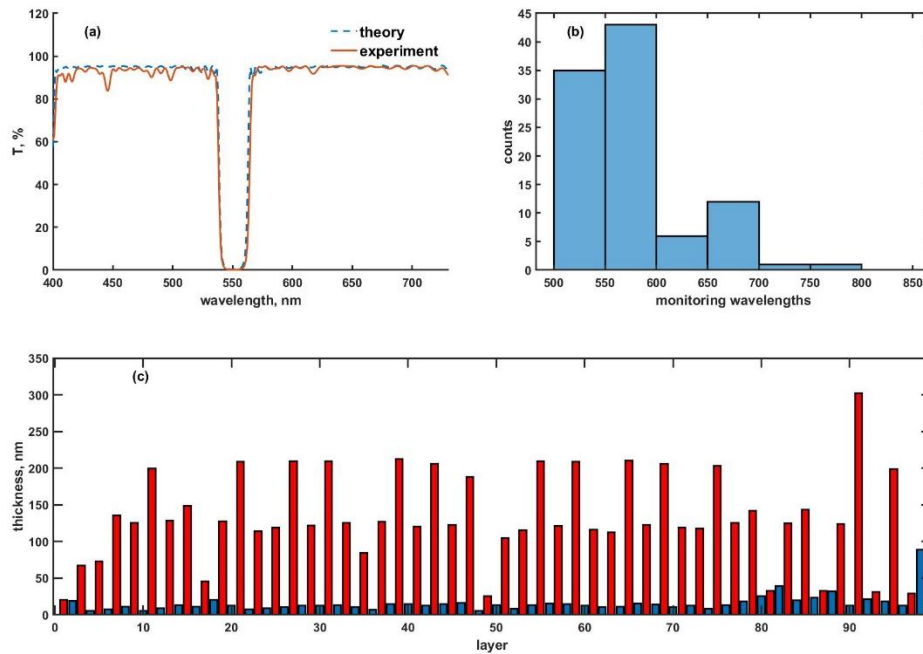 (a)
theory
experiment
120
100
80
60
40
20
0
T, %
400 450 500 550 600 650 700
wavelength, nm
(b)
45
40
35
30
25
20
15
10
5
0
counts
500 550 600 650 700 800 850
monitoring wavelengths
(c)
350
300
250
200
150
100
50
0
thickness, nm
0 10 20 30 40 50 60 70 80 90
layer